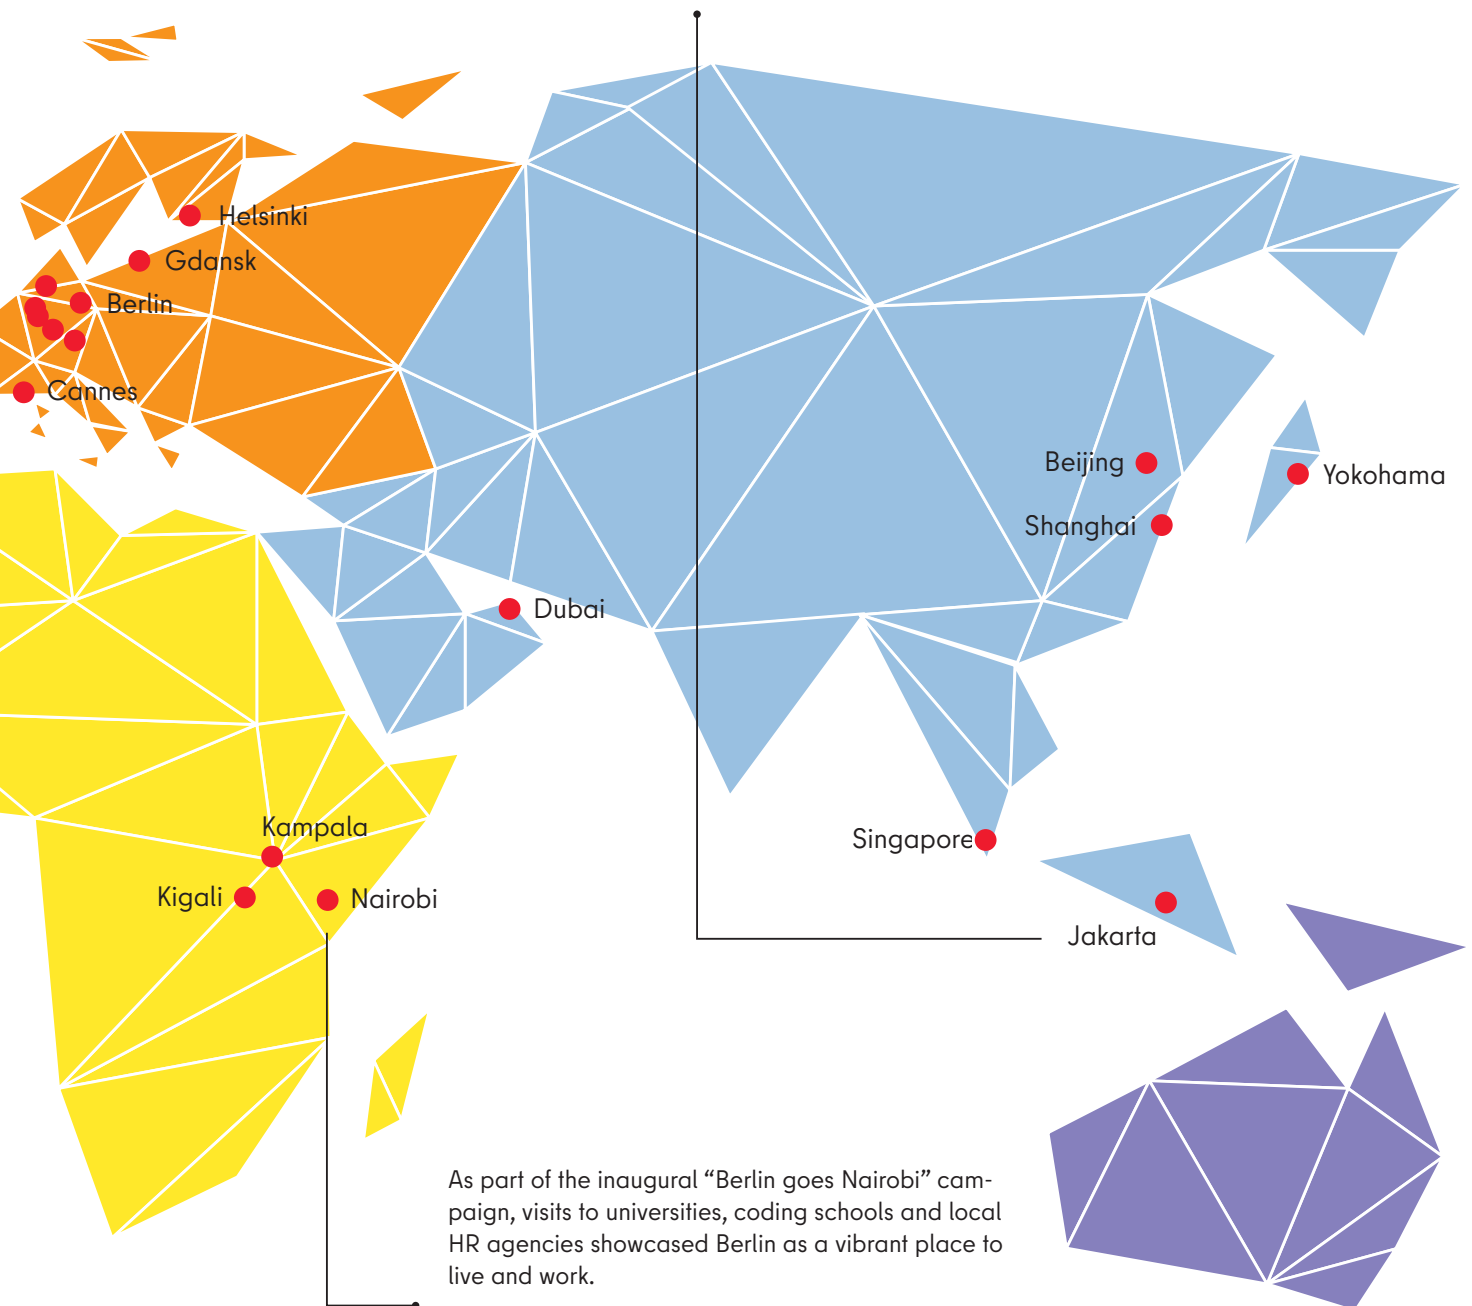 Helsinki
Gdansk
Berlin
Cannes
Beijing
Yokohama
Shanghai
Dubai
Kampala
Singapore
Kigali
Nairobi
Jakarta
As part of the inaugural “Berlin goes Nairobi” cam-
paign, visits to universities, coding schools and local
HR agencies showcased Berlin as a vibrant place to
live and work.